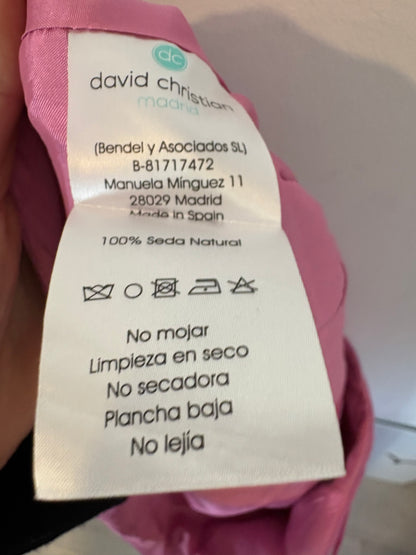 dc
david christian
madrid
(Bendel y Asociados SL)
B-81717472
Manuela Mínguez 11
28029 Madrid
Made in Spain
100% Seda Natural
No mojar
Limpieza en seco
No secadora
Plancha baja
No lejía